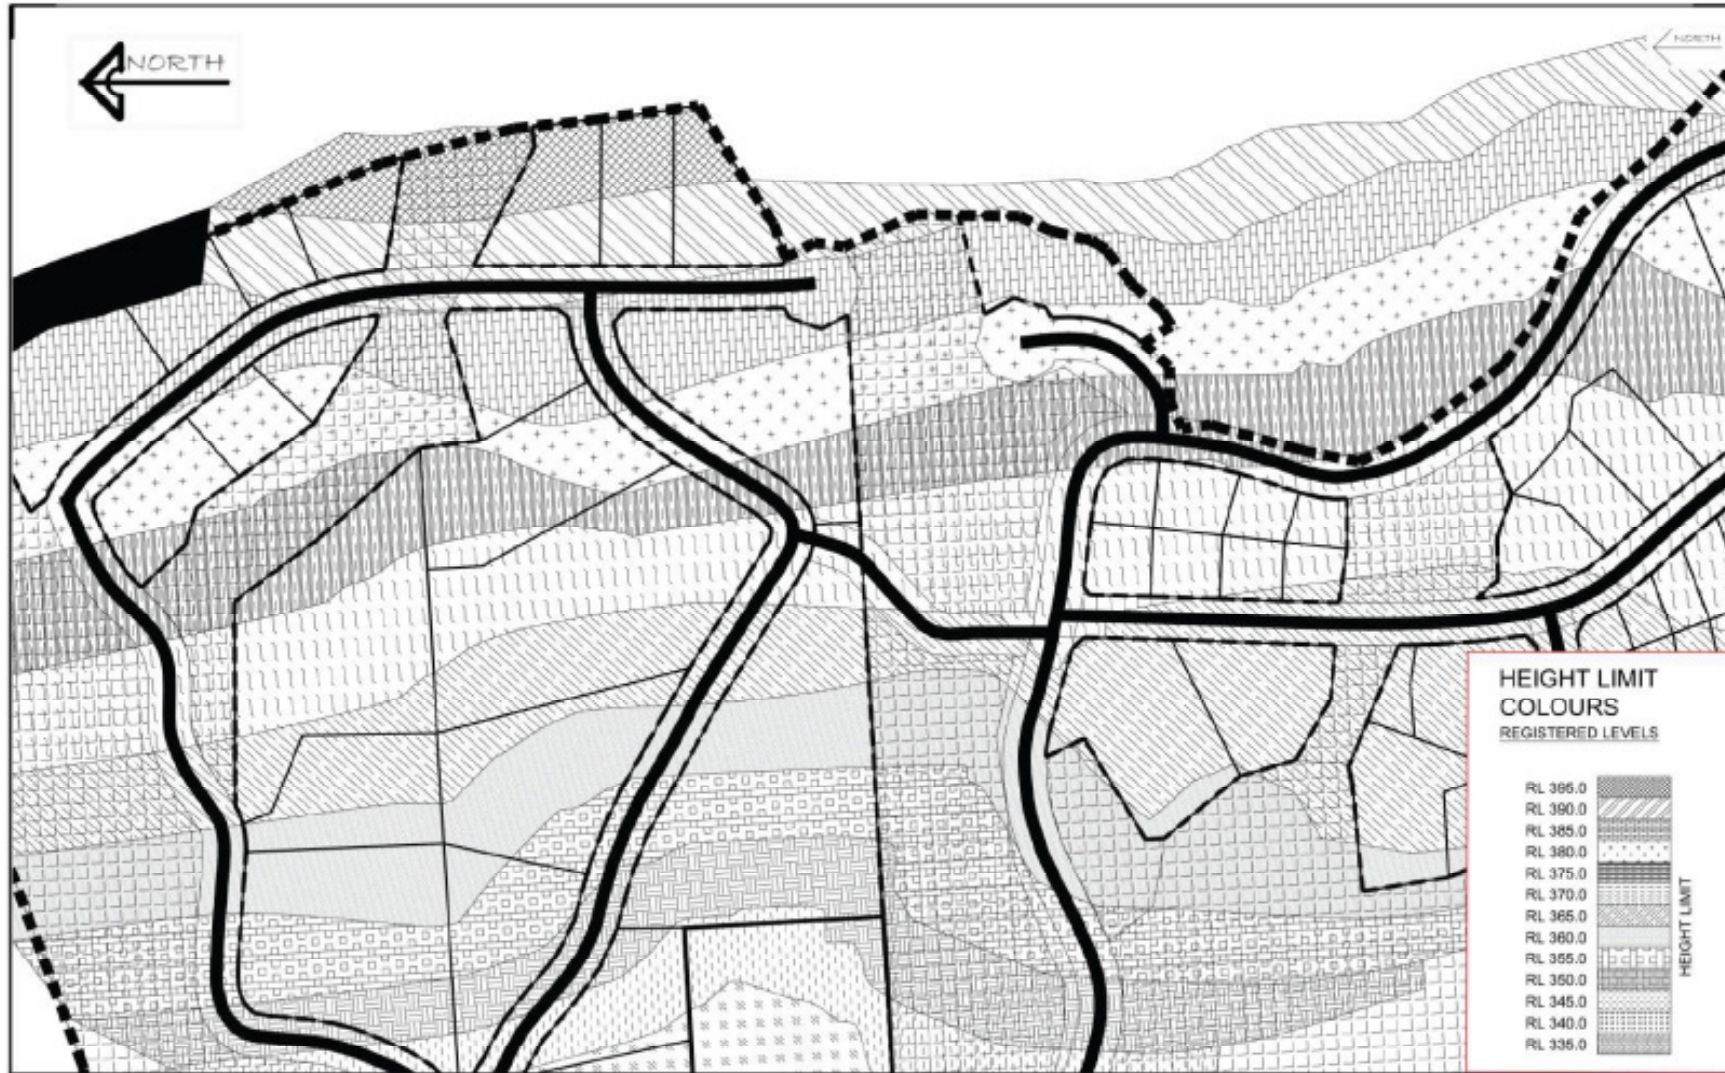 NORTH
NORTH
HEIGHT LIMIT
COLOURS
REGISTERED LEVELS
RL 395.0
RL 390.0
RL 385.0
RL 380.0
RL 375.0
RL 370.0
RL 365.0
RL 360.0
RL 355.0
RL 350.0
RL 345.0
RL 340.0
RL 335.0
HEIGHT LIMIT